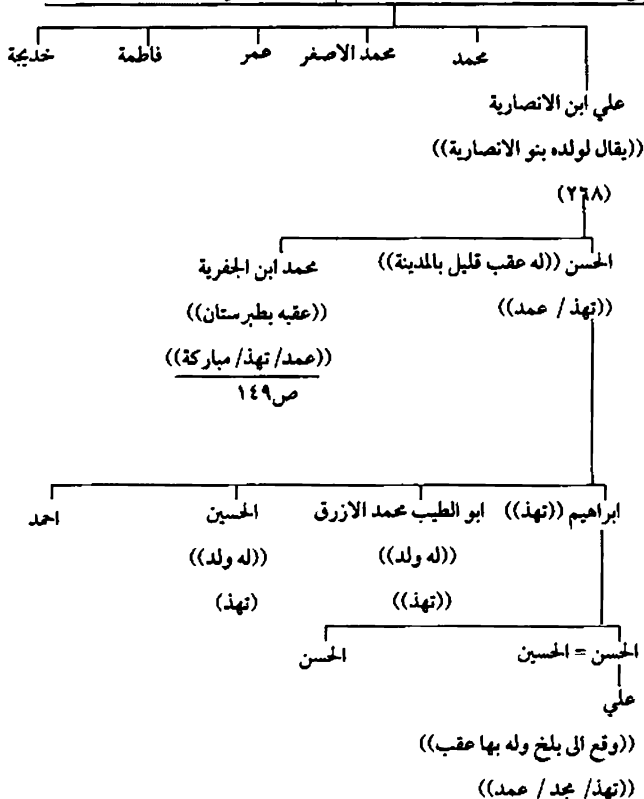 محمد محمد الاصغر عمر فاطمة خديجة
علي ابن الانصارية
((يقال لولده بنو الانصارية))
(٢٦٨)
الحسن ((له عقب قليل بالمدينة)) محمد ابن الجفرية
((تهذ / عمد)) ((عقبه بطبرستان))
((عمد/ تهذ/ مباركة))
ص١٤٩
ابراهيم ((تهذ)) ابو الطيب محمد الازرق الحسين احمد
((له ولد)) ((له ولد))
((تهذ)) (تهذ)
الحسن = الحسين الحسن
علي
((وقع الى بلخ وله بها عقب))
((تهذ/ مجد / عمد))